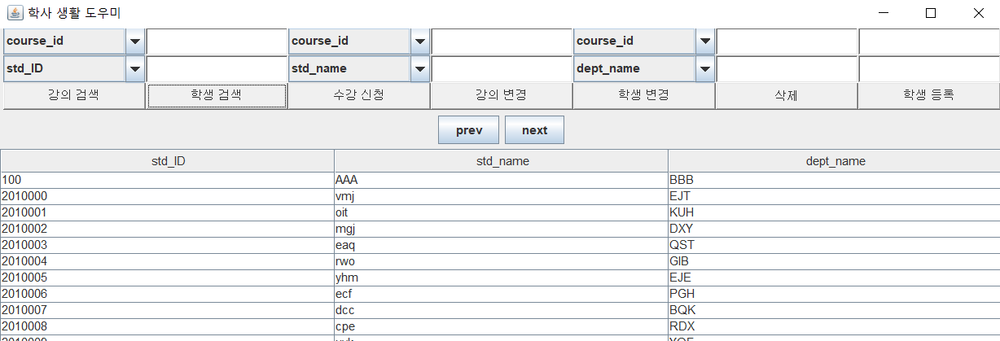 학사 생활 도우미
course_id course_id course_id
std_ID std_name dept_name
강의 검색 학생 검색 수강 신청 강의 변경 학생 변경 삭제 학생 등록
prev next
std_ID std_name dept_name
100 AAA BBB
2010000 vmj EJT
2010001 oit KUH
2010002 mgj DXY
2010003 eaq QST
2010004 rwo GIB
2010005 yhm EJE
2010006 ecf PGH
2010007 dcc BQK
2010008 cpe RDX